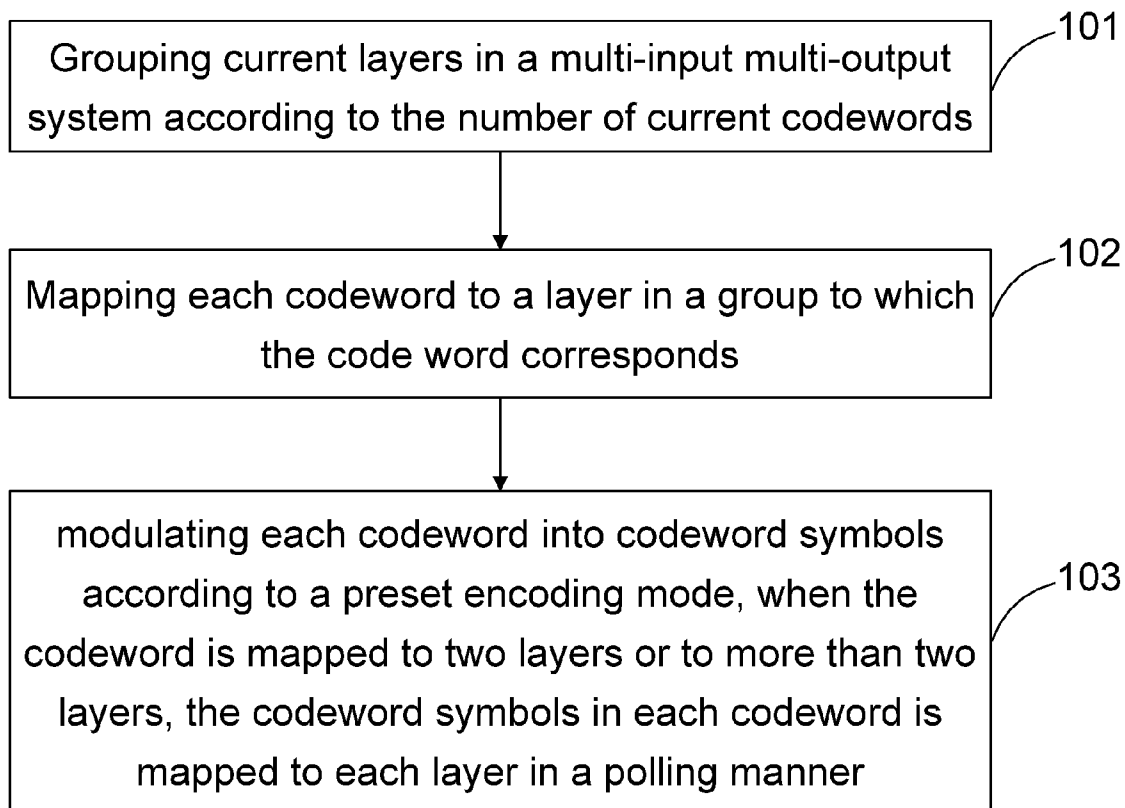 101
Grouping current layers in a multi-input multi-output
system according to the number of current codewords
102
Mapping each codeword to a layer in a group to which
the code word corresponds
103
modulating each codeword into codeword symbols
according to a preset encoding mode, when the
codeword is mapped to two layers or to more than two
layers, the codeword symbols in each codeword is
mapped to each layer in a polling manner